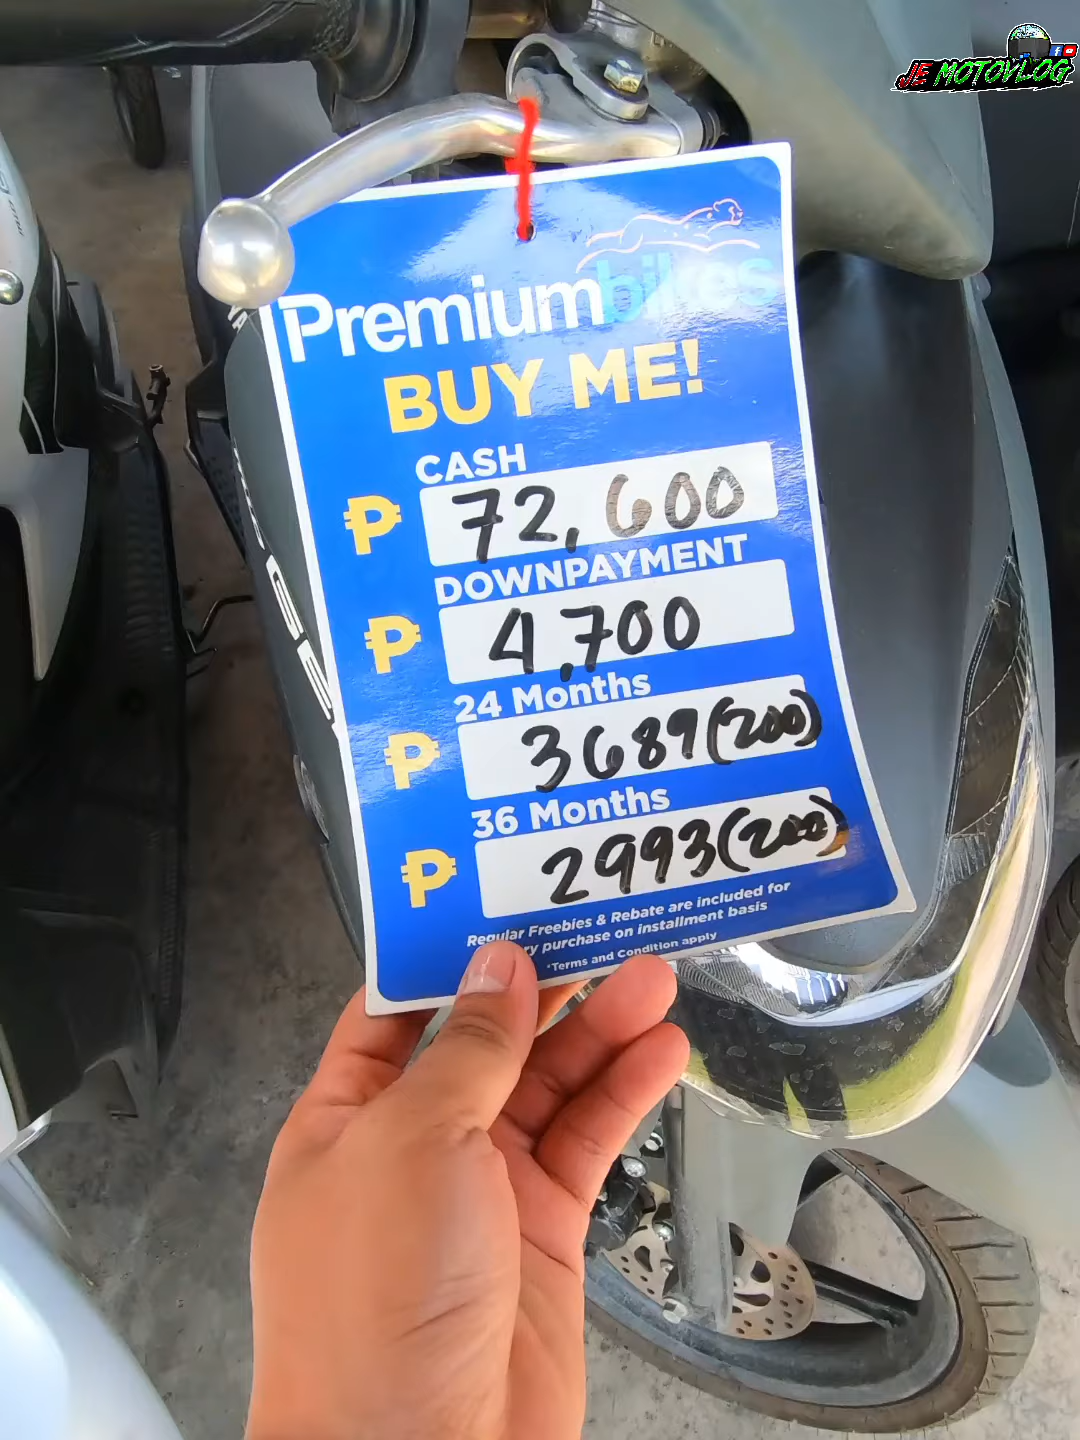 JE MOTOVLOG
Premiumbikes
BUY ME!
CASH
₱ 72,600
DOWNPAYMENT
₱ 4,700
24 Months
₱ 3689(200)
36 Months
₱ 2993(200)
Regular Freebies & Rebate are included for
ry purchase on installment basis
*Terms and Condition apply